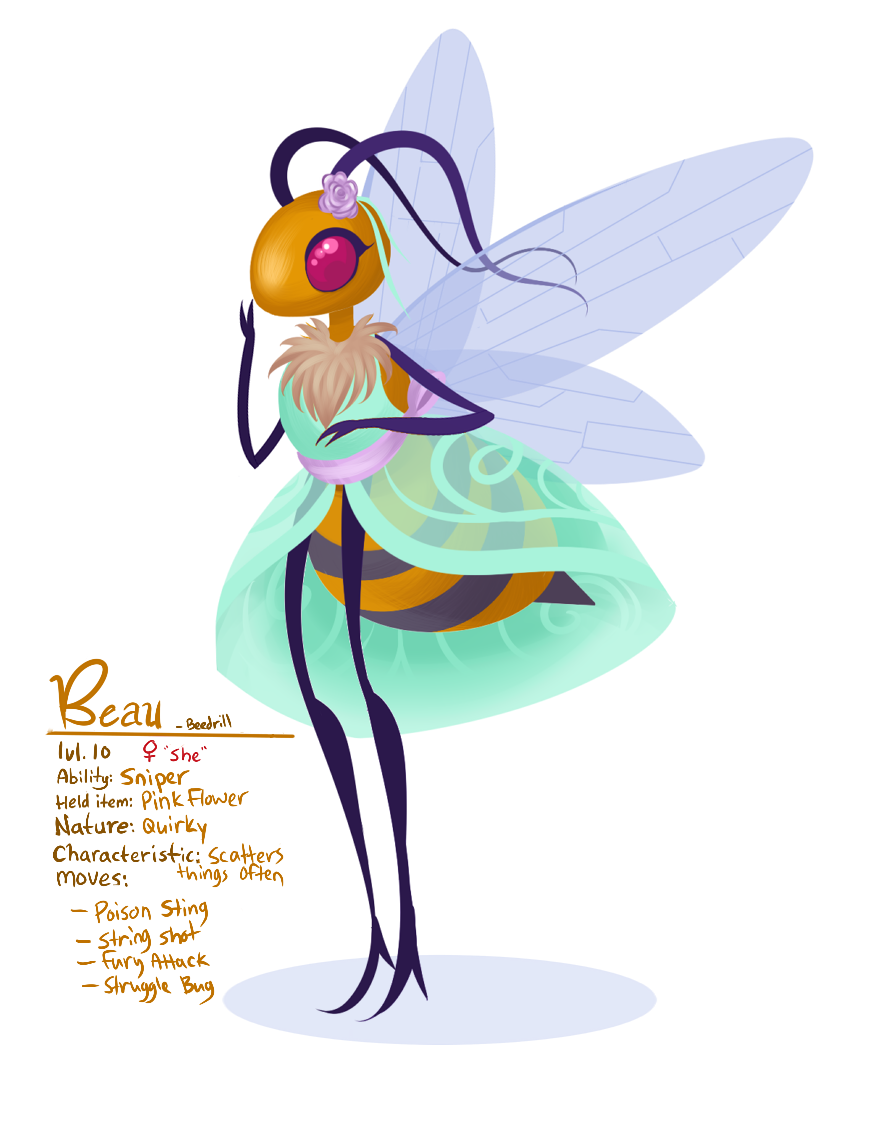 Beau - Beedrill
lvl. 10 ♀ "she"
Ability: Sniper
Held item: Pink Flower
Nature: Quirky
Characteristic: Scatters
things often
Moves:
- Poison Sting
- String Shot
- Fury Attack
- Struggle Bug